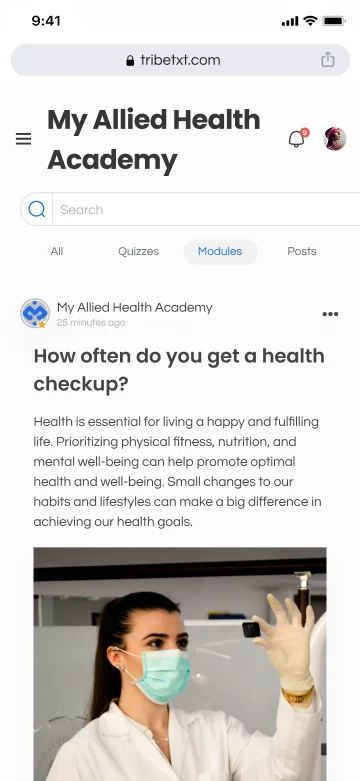 9:41
tribetxt.com
My Allied Health
Academy
9
Search
All Quizzes Modules Posts
My Allied Health Academy
25 minutes ago
How often do you get a health
checkup?
Health is essential for living a happy and fulfilling
life. Prioritizing physical fitness, nutrition, and
mental well-being can help promote optimal
health and well-being. Small changes to our
habits and lifestyles can make a big difference in
achieving our health goals.